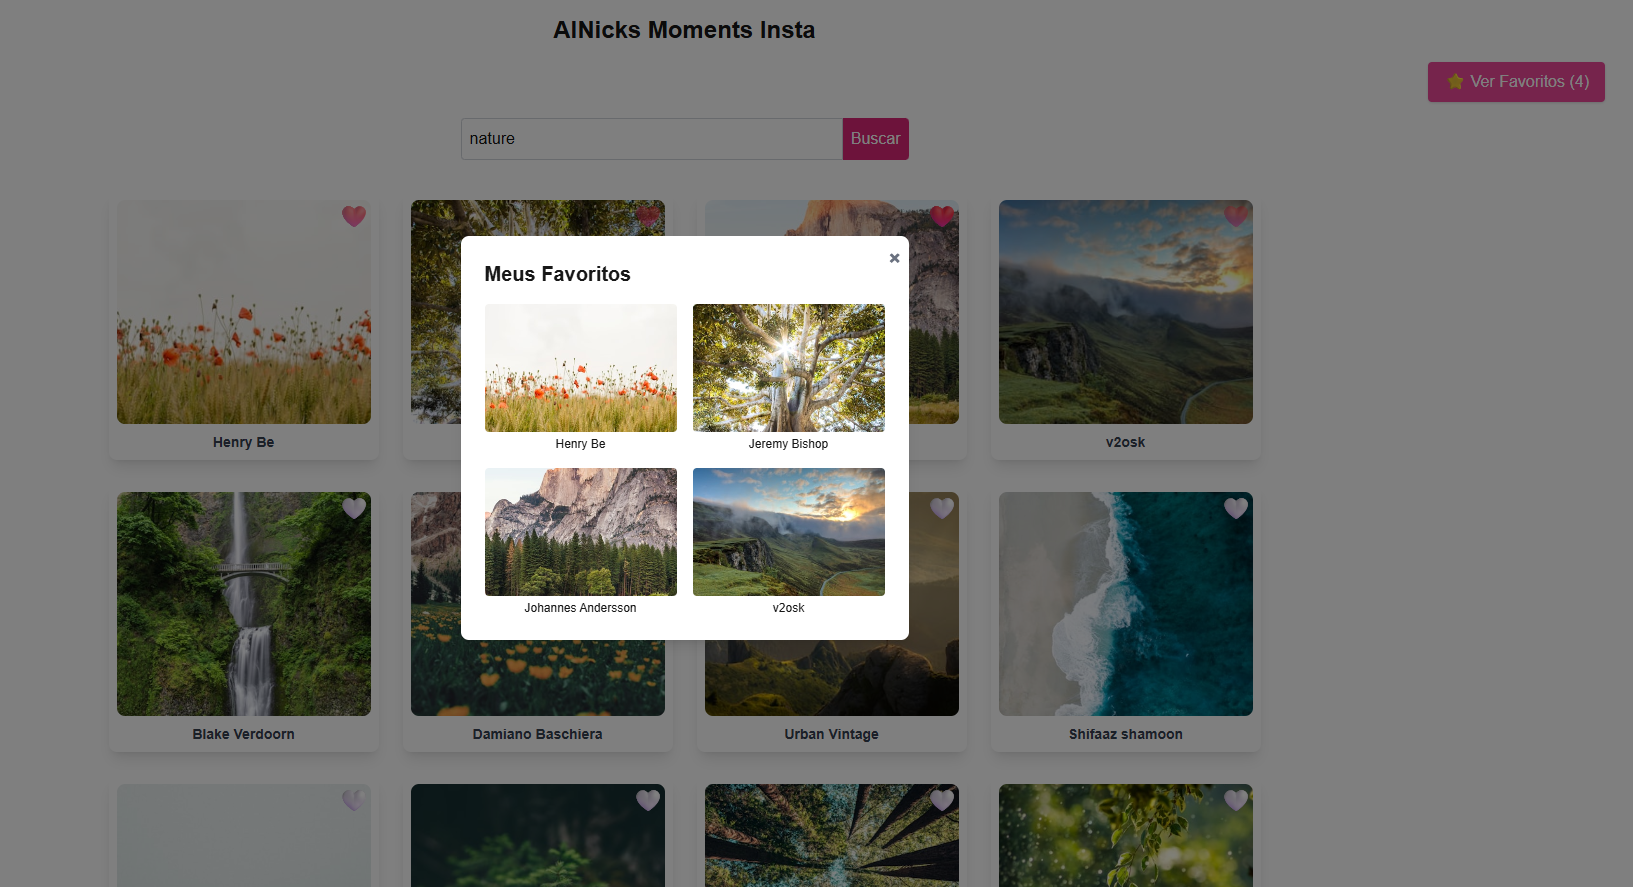 AINicks Moments Insta
Ver Favoritos (4)
nature
Buscar
Meus Favoritos
Henry Be
Jeremy Bishop
Johannes Andersson
v2osk
Henry Be
v2osk
Blake Verdoorn
Damiano Baschiera
Urban Vintage
Shifaaz shamoon